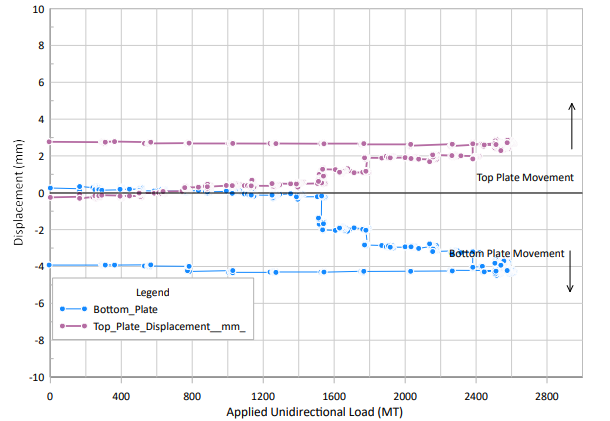 10
8
6
4
2
0
-2
-4
-6
-8
-10
Displacement (mm)
Top Plate Movement
Bottom Plate Movement
Legend
Bottom_Plate
Top_Plate_Displacement__mm_
0 400 800 1200 1600 2000 2400 2800
Applied Unidirectional Load (MT)